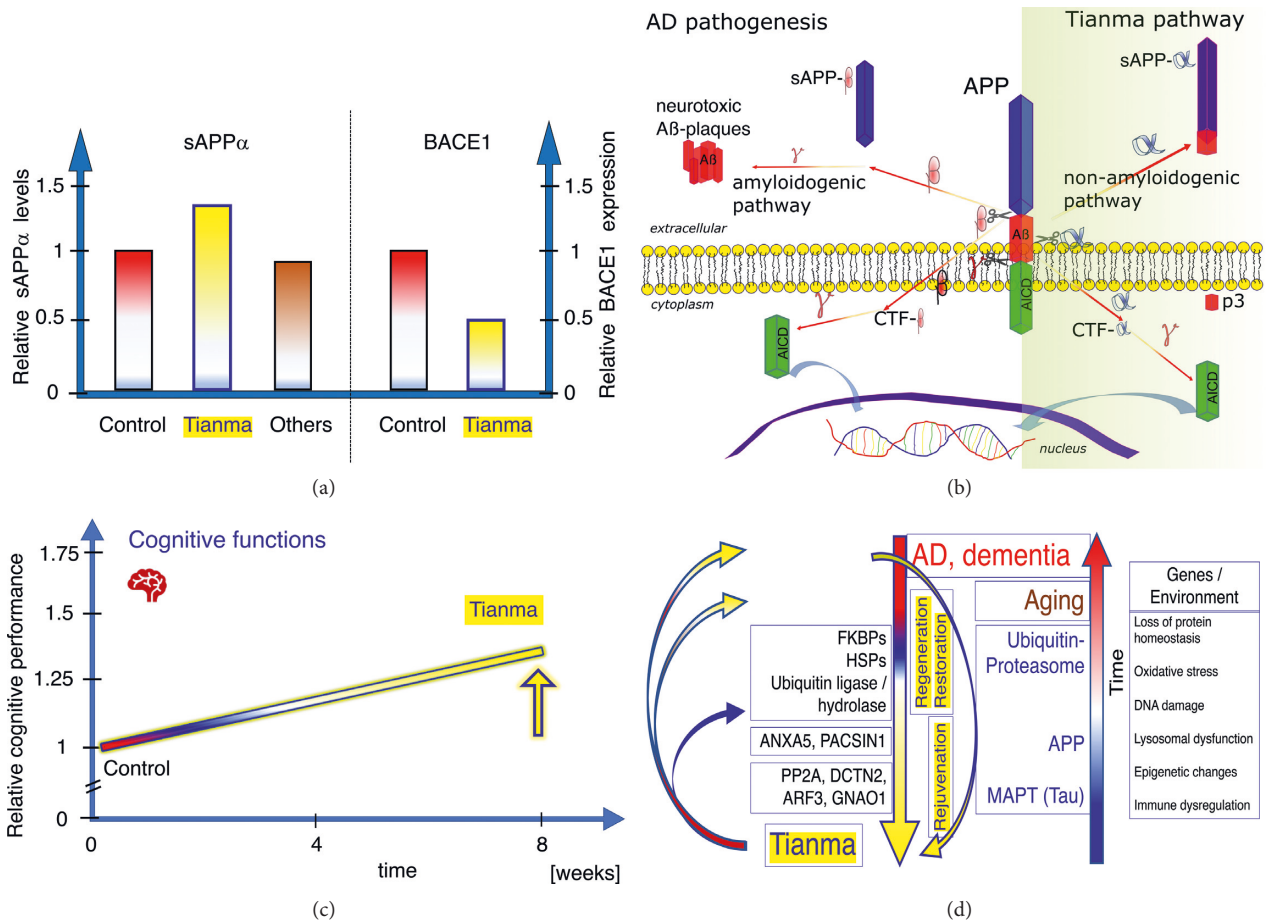 sAPPα
BACE1
Relative sAPPα levels
1.5
1
0.5
0
1.5
1
0.5
0
Relative BACE1 expression
Control
Tianma
Others
Control
Tianma
(a)
AD pathogenesis
Tianma pathway
sAPP-
APP
sAPP-α
neurotoxic
Aß-plaques
Aß
γ
amyloidogenic
pathway
α
non-amyloidogenic
pathway
extracellular
Aß
α
γ
cytoplasm
AICD
p3
γ
CTF-
α
CTF-α
γ
AICD
AICD
nucleus
(b)
Relative cognitive performance
1.75
1.5
1.25
1
0
Cognitive functions
Tianma
Control
0
4
8
time
[weeks]
(c)
AD, dementia
Aging
FKBPs
HSPs
Ubiquitin ligase /
hydrolase
ANXA5, PACSIN1
PP2A, DCTN2,
ARF3, GNAO1
Tianma
Regeneration
Restoration
Rejuvenation
Ubiquitin-
Proteasome
APP
MAPT (Tau)
Time
Genes /
Environment
Loss of protein
homeostasis
Oxidative stress
DNA damage
Lysosomal dysfunction
Epigenetic changes
Immune dysregulation
(d)